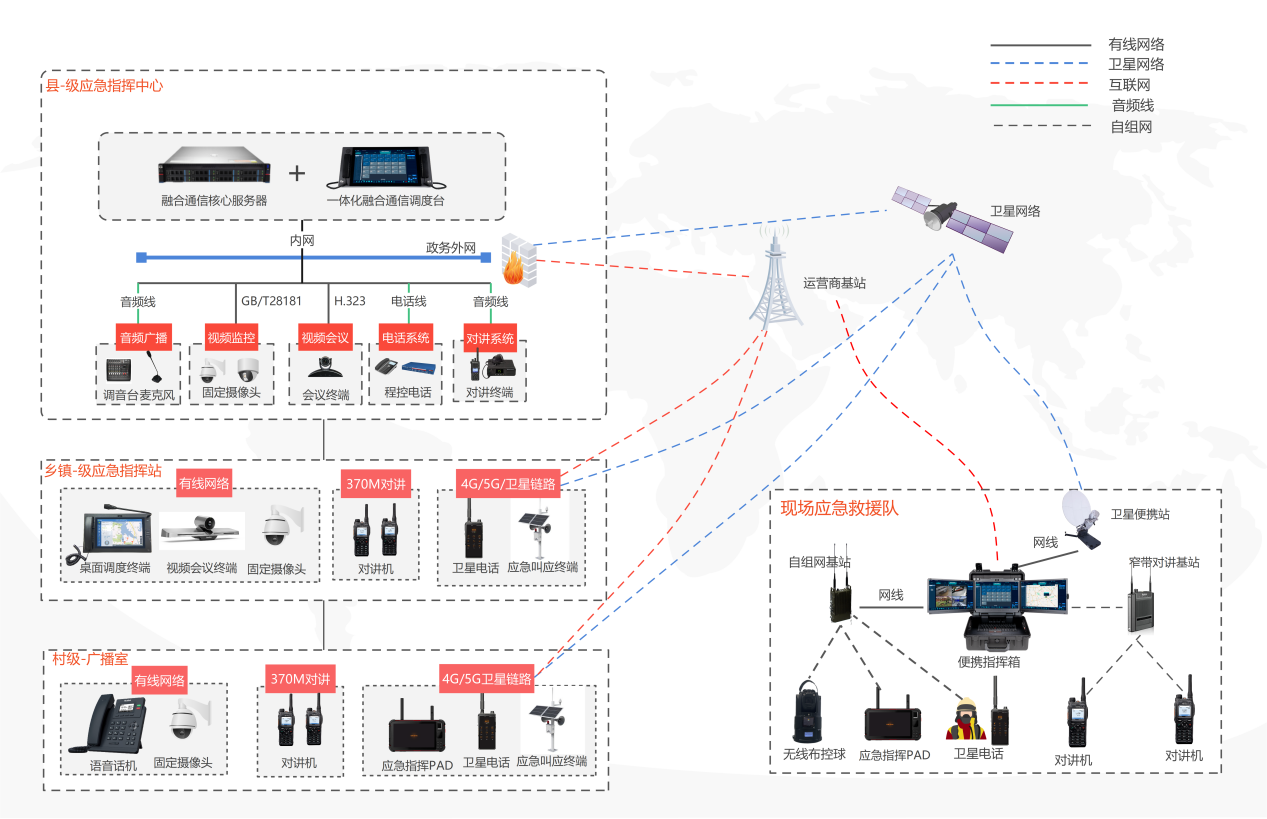 有线网络
卫星网络
互联网
音频线
自组网
县-级应急指挥中心
融合通信核心服务器
+
一体化融合通信调度台
内网
政务外网
音频线
GB/T28181
H.323
电话线
音频线
音频广播
视频监控
视频会议
电话系统
对讲系统
调音台麦克风
固定摄像头
会议终端
程控电话
对讲终端
卫星网络
运营商基站
乡镇-级应急指挥站
有线网络
370M对讲
4G/5G/卫星链路
桌面调度终端
视频会议终端
固定摄像头
对讲机
卫星电话
应急叫应终端
村级-广播室
有线网络
370M对讲
4G/5G卫星链路
语音话机
固定摄像头
对讲机
应急指挥PAD
卫星电话
应急叫应终端
现场应急救援队
卫星便携站
网线
自组网基站
窄带对讲基站
网线
便携指挥箱
无线布控球
应急指挥PAD
卫星电话
对讲机
对讲机